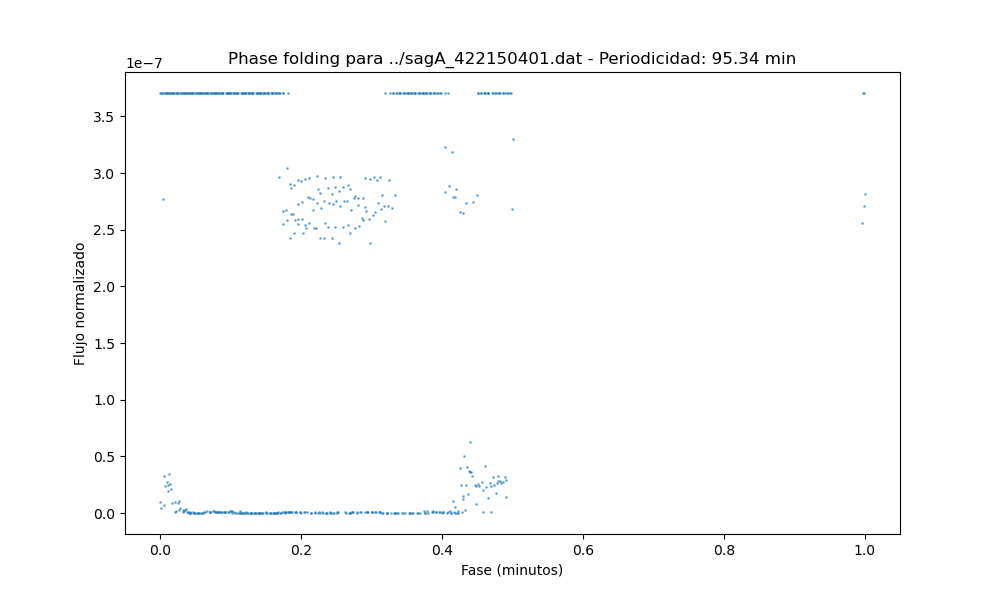 Phase folding para ../sagA_422150401.dat - Periodicidad: 95.34 min
1e−7
3.5
3.0
2.5
2.0
1.5
1.0
0.5
0.0
Flujo normalizado
0.0 0.2 0.4 0.6 0.8 1.0
Fase (minutos)